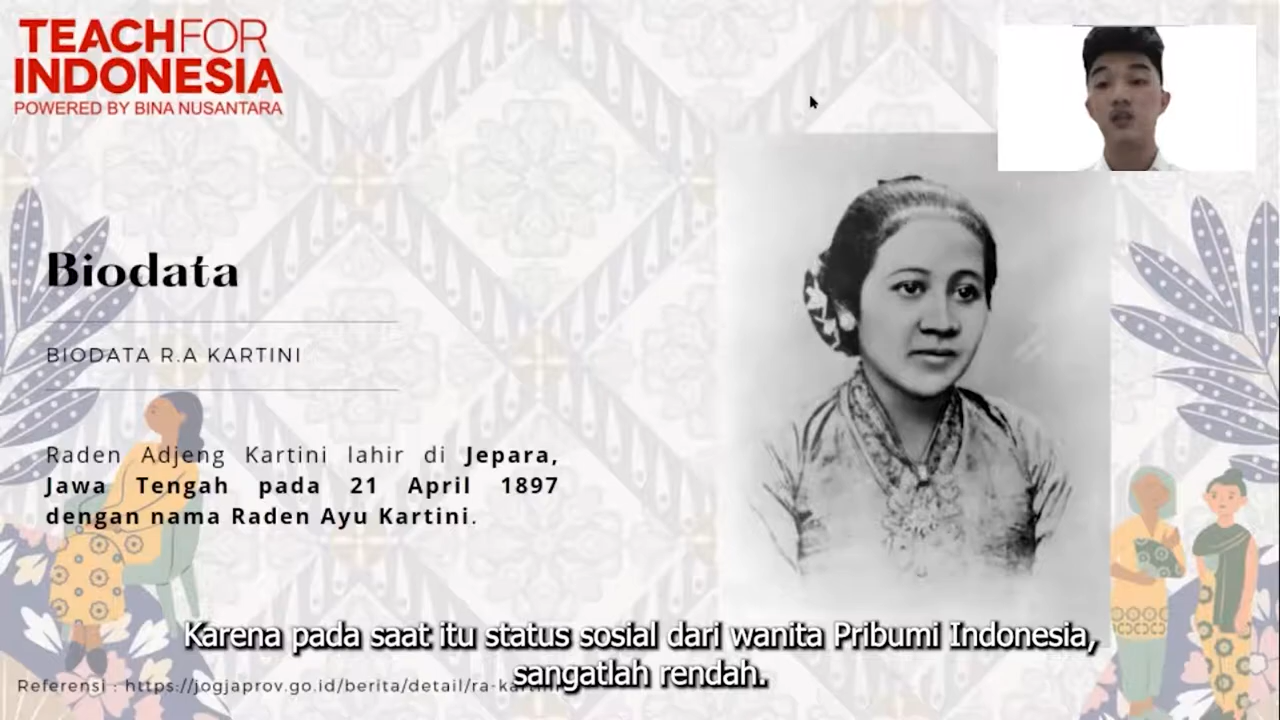 TEACHFOR
INDONESIA
POWERED BY BINA NUSANTARA
Biodata
BIODATA R.A KARTINI
Raden Adjeng Kartini lahir di Jepara,
Jawa Tengah pada 21 April 1897
dengan nama Raden Ayu Kartini.
Karena pada saat itu status sosial dari wanita Pribumi Indonesia,
sangatlah rendah.
Referensi : https://jogjaprov.go.id/berita/detail/ra-kartini